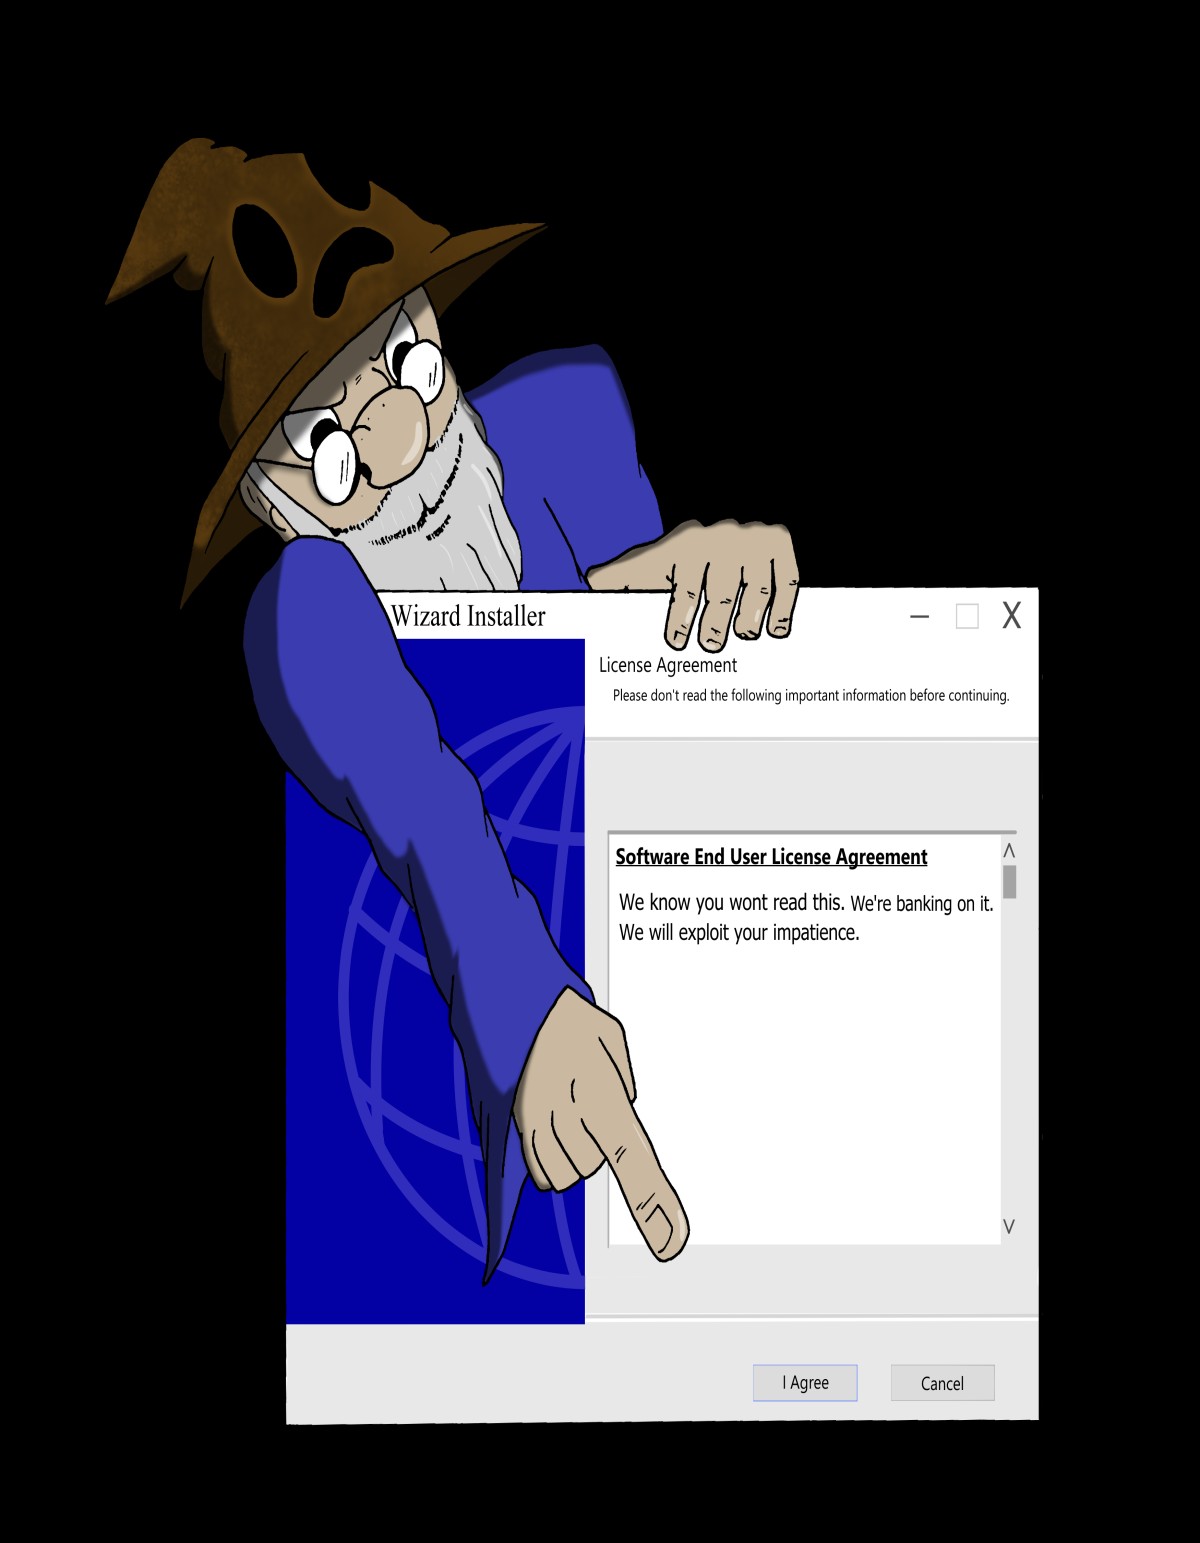 Wizard Installer
X
License Agreement
Please don't read the following important information before continuing.
Software End User License Agreement
We know you wont read this. We're banking on it.
We will exploit your impatience.
I Agree
Cancel